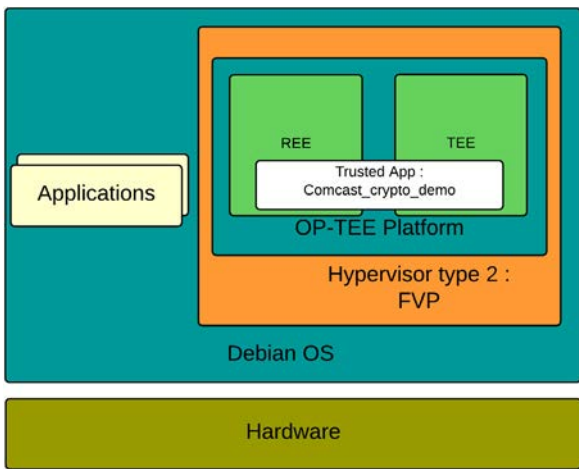 REE
TEE
Trusted App :
Comcast_crypto_demo
Applications
OP-TEE Platform
Hypervisor type 2 :
FVP
Debian OS
Hardware